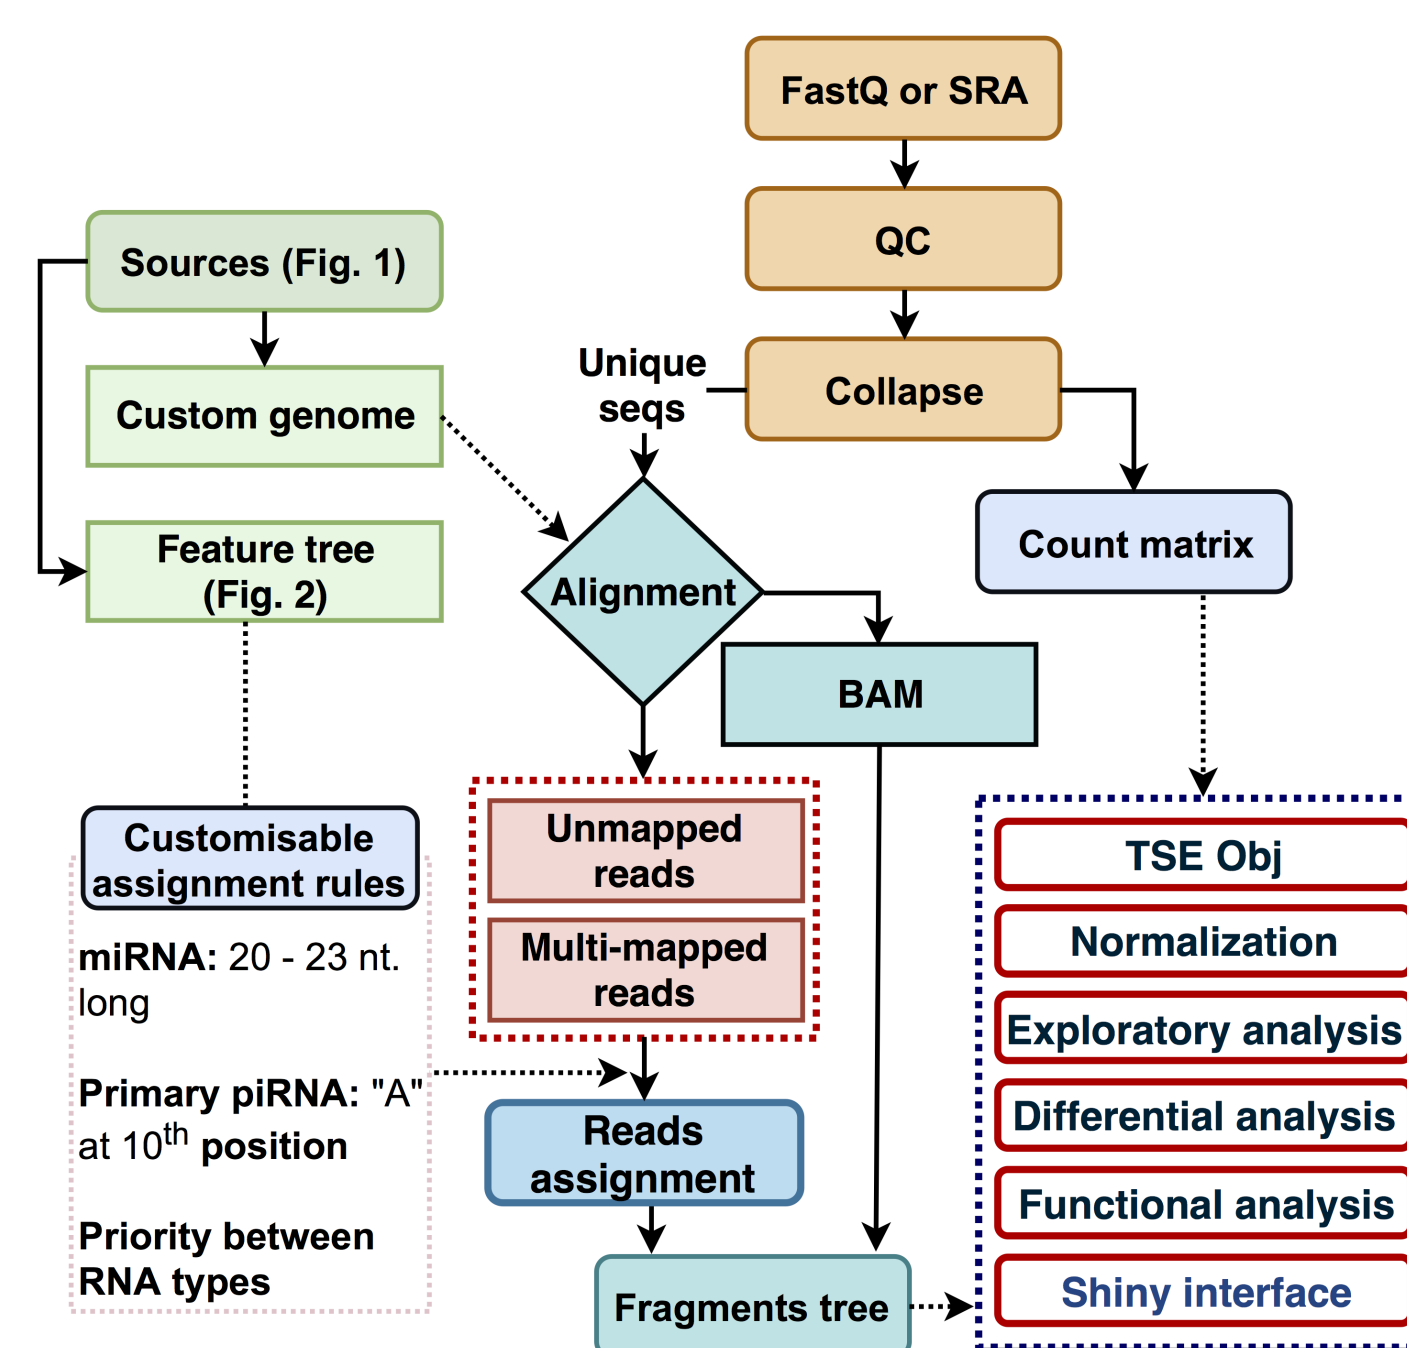 FastQ or SRA
QC
Sources (Fig. 1)
Unique
seqs
Collapse
Custom genome
Feature tree
(Fig. 2)
Alignment
Count matrix
BAM
Customisable
assignment rules
Unmapped
reads
Multi-mapped
reads
miRNA: 20 - 23 nt.
long
Primary piRNA: "A"
at 10th position
Priority between
RNA types
Reads
assignment
Fragments tree
TSE Obj
Normalization
Exploratory analysis
Differential analysis
Functional analysis
Shiny interface